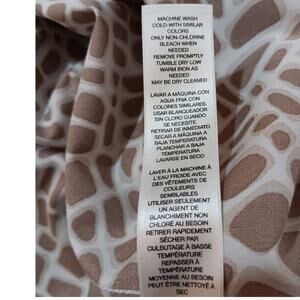 MACHINE WASH
COLD-WITH SIMILAR
COLORS
ONLY NON-CHLORINE
BLEACH WHEN
NEEDED
REMOVE PROMPTLY
TUMBLE DRY LOW
WARM IRON AS
NEEDED
MAY BE DRY CLEANED
LAVAR A MÁQUINA CON
AGUA FRIA CON
COLORES SIMILARES.
USAR BLANQUEADOR
SIN CLORO CUANDO
SE NECESITE
RETIRAR DE INMEDIATO
SECAR A MÁQUINA A
BAJA TEMPERATURA
PLANCHAR A BAJA
TEMPERATURA
LAVARSE EN SECO
LAVER À LA MACHINE À
L'EAU FROIDE AVEC
DES VÊTEMENTS DE
COULEURS
SEMBLABLES
UTILISER SEULEMENT
UN AGENT DE
BLANCHIMENT NON
CHLORÉ AU BESOIN
RETIRER RAPIDEMENT
SÉCHER PAR
CULBUTAGE À BASSE
TEMPÉRATURE
REPASSER À
TEMPÉRATURE
MOYENNE AU BESOIN
PEUT ÊTRE NETTOYÉ À
SEC